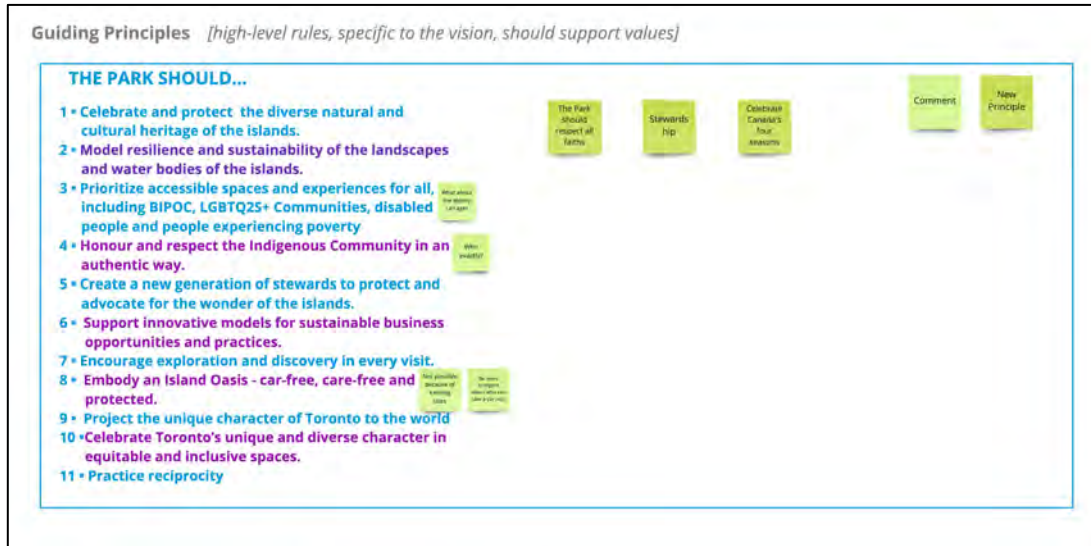 Guiding Principles [high-level rules, specific to the vision, should support values]
THE PARK SHOULD...
1 • Celebrate and protect the diverse natural and
cultural heritage of the islands.
2 • Model resilience and sustainability of the landscapes
and water bodies of the islands.
3 • Prioritize accessible spaces and experiences for all,
including BIPOC, LGBTQ2S+ Communities, disabled
people and people experiencing poverty
4 • Honour and respect the Indigenous Community in an
authentic way.
5 • Create a new generation of stewards to protect and
advocate for the wonder of the islands.
6 • Support innovative models for sustainable business
opportunities and practices.
7 • Encourage exploration and discovery in every visit.
8 • Embody an Island Oasis - car-free, care-free and
protected.
9 • Project the unique character of Toronto to the world
10 •Celebrate Toronto's unique and diverse character in
equitable and inclusive spaces.
11 • Practice reciprocity
The Park
should
respect all
faiths
Stewards
hip
Celebrate
Canada's
four
seasons
Comment
New
Principle